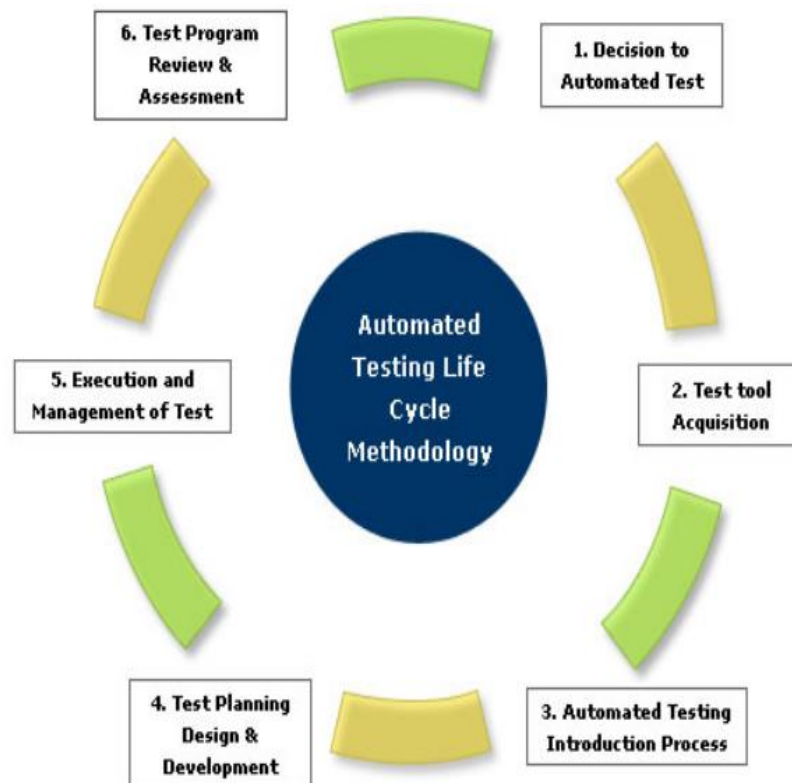 6. Test Program
Review &
Assessment
1. Decision to
Automated Test
Automated
Testing Life
Cycle
Methodology
5. Execution and
Management of Test
2. Test tool
Acquisition
4. Test Planning
Design &
Development
3. Automated Testing
Introduction Process